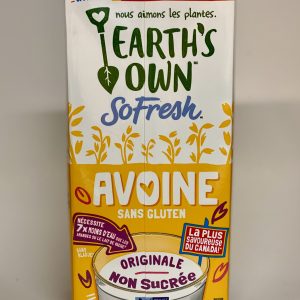 nous aimons les plantes.
EARTH'S
OWN™
SoFresh.
AVOINE
SANS GLUTEN
NÉCESSITE
7x MOINS D'EAU
LA PLUS
SAVOUREUSE
DU CANADA!
ORIGINALE
NON SUCRÉE